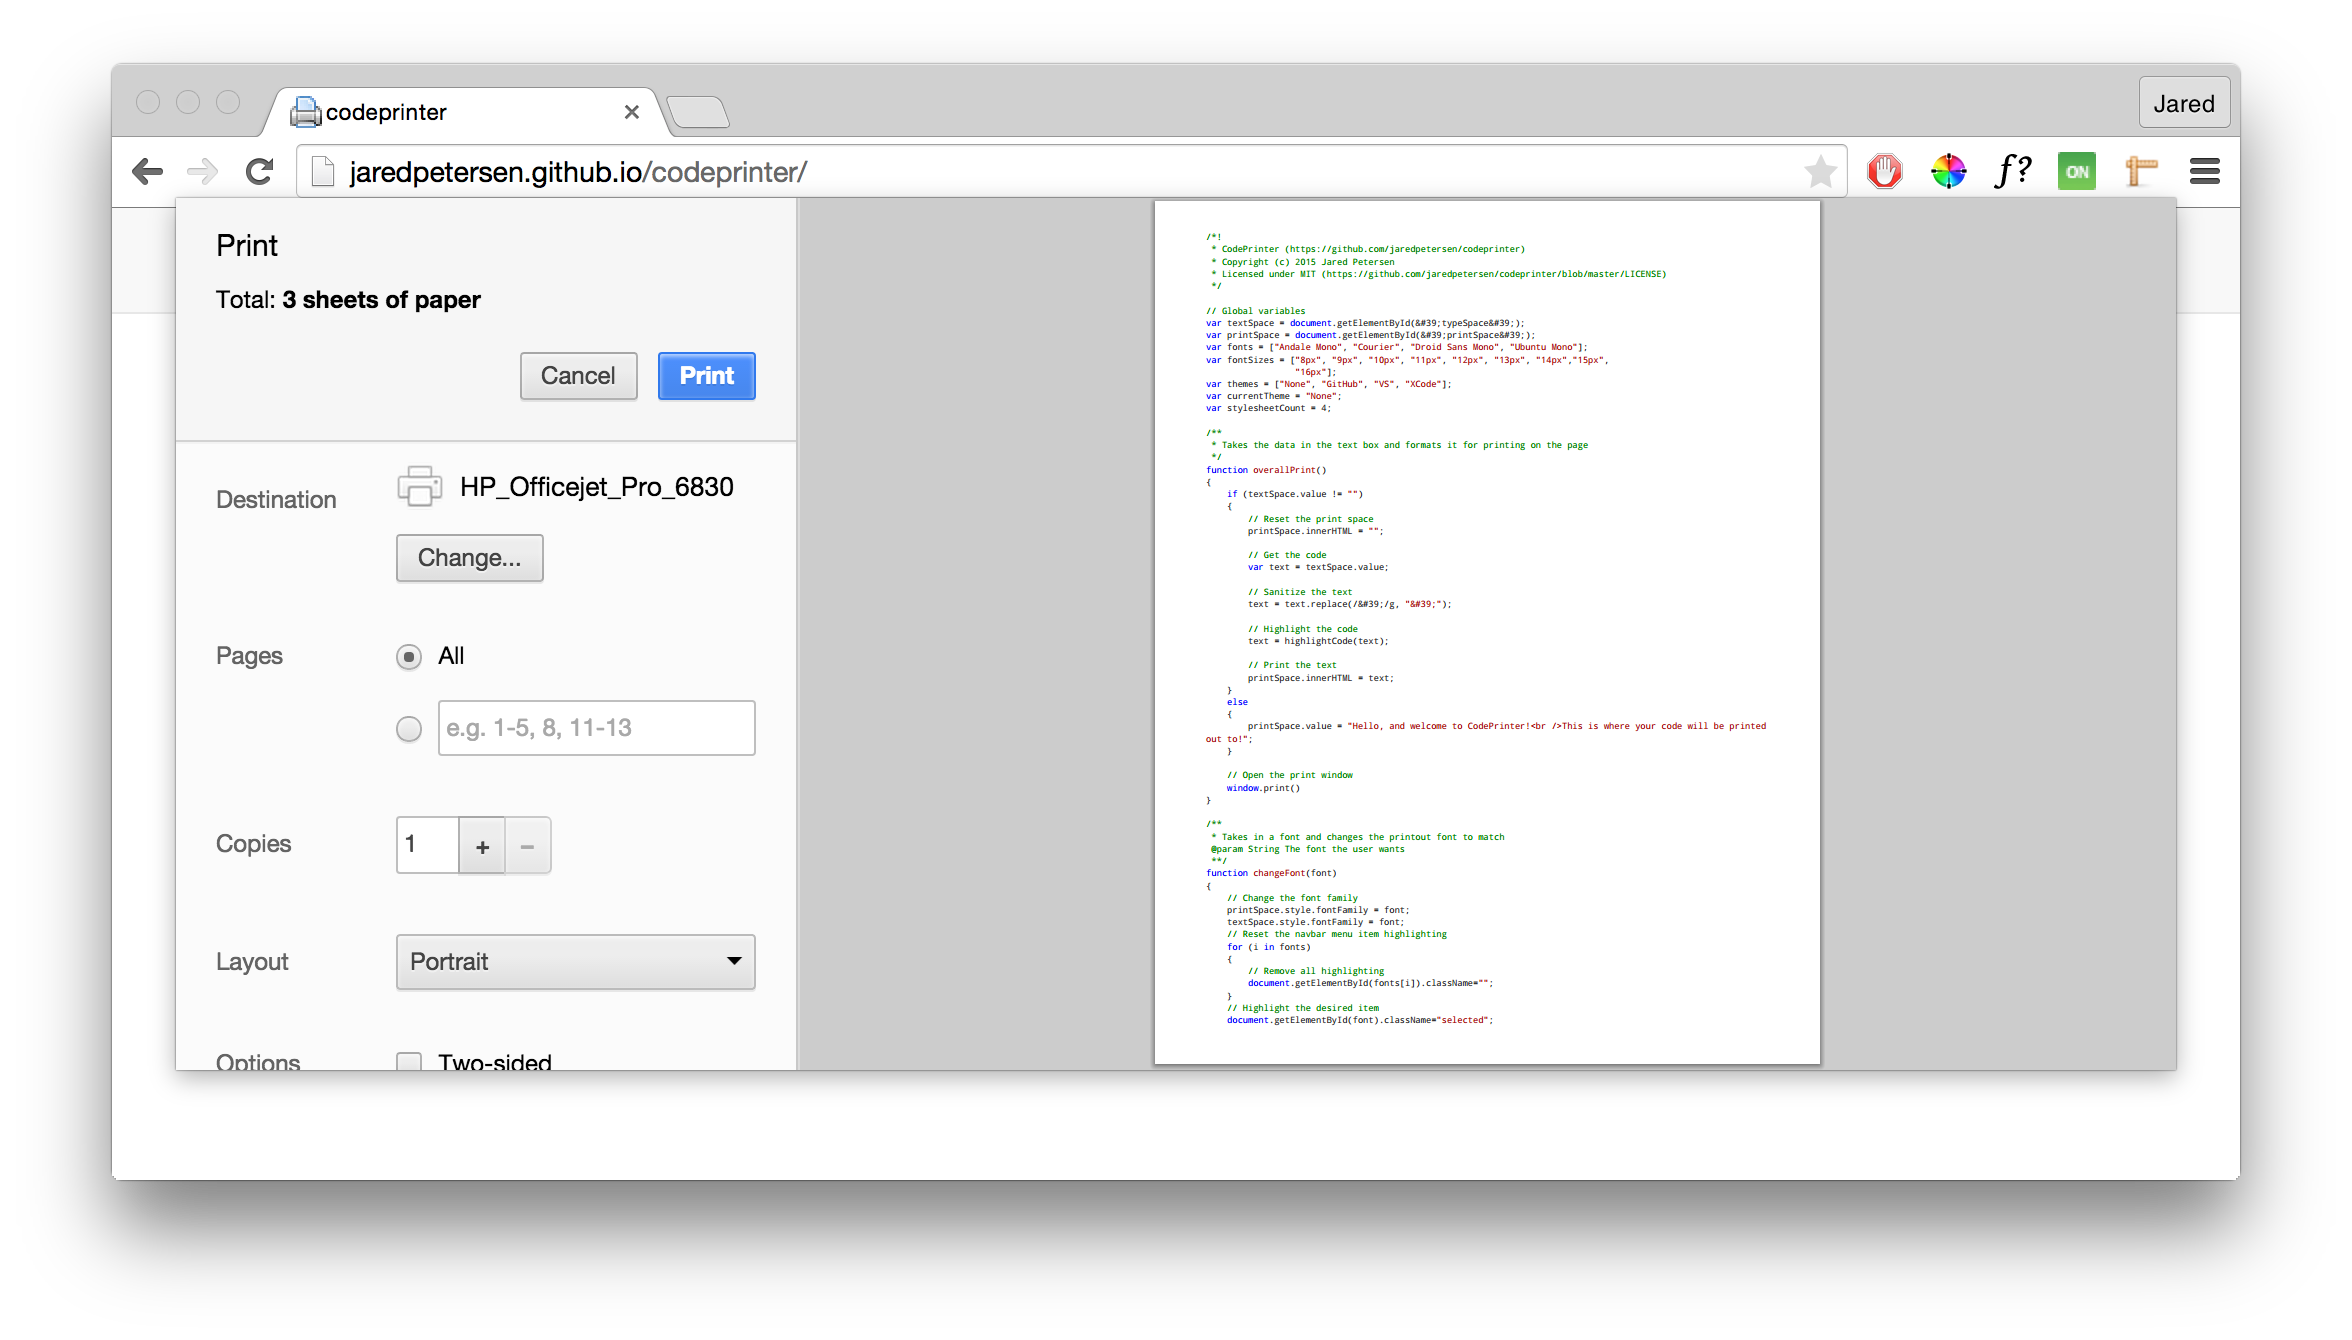 codeprinter
Jared
jaredpetersen.github.io/codeprinter/
f?
ON
Print
Total: 3 sheets of paper
Cancel
Print
Destination
HP_Officejet_Pro_6830
Change...
Pages
All
e.g. 1-5, 8, 11-13
Copies
1
+
-
Layout
Portrait
Options
Two-sided
/*!
 * CodePrinter (https://github.com/jaredpetersen/codeprinter)
 * Copyright (c) 2015 Jared Petersen
 * Licensed under MIT (https://github.com/jaredpetersen/codeprinter/blob/master/LICENSE)
 */
// Global variables
var textSpace = document.getElementById(&#39;typeSpace&#39;);
var printSpace = document.getElementById(&#39;printSpace&#39;);
var fonts = ["Andale Mono", "Courier", "Droid Sans Mono", "Ubuntu Mono"];
var fontSizes = ["8px", "9px", "10px", "11px", "12px", "13px", "14px","15px",
                 "16px"];
var themes = ["None", "GitHub", "VS", "XCode"];
var currentTheme = "None";
var stylesheetCount = 4;
/**
 * Takes the data in the text box and formats it for printing on the page
 */
function overallPrint()
{
    if (textSpace.value != "")
    {
        // Reset the print space
        printSpace.innerHTML = "";
        // Get the code
        var text = textSpace.value;
        // Sanitize the text
        text = text.replace(/&#39;/g, "&#39;");
        // Highlight the code
        text = highlightCode(text);
        // Print the text
        printSpace.innerHTML = text;
    }
    else
    {
        printSpace.value = "Hello, and welcome to CodePrinter!<br />This is where your code will be printed
out to!";
    }
    // Open the print window
    window.print()
}
/**
 * Takes in a font and changes the printout font to match
 @param String The font the user wants
 **/
function changeFont(font)
{
    // Change the font family
    printSpace.style.fontFamily = font;
    textSpace.style.fontFamily = font;
    // Reset the navbar menu item highlighting
    for (i in fonts)
    {
        // Remove all highlighting
        document.getElementById(fonts[i]).className="";
    }
    // Highlight the desired item
    document.getElementById(font).className="selected";